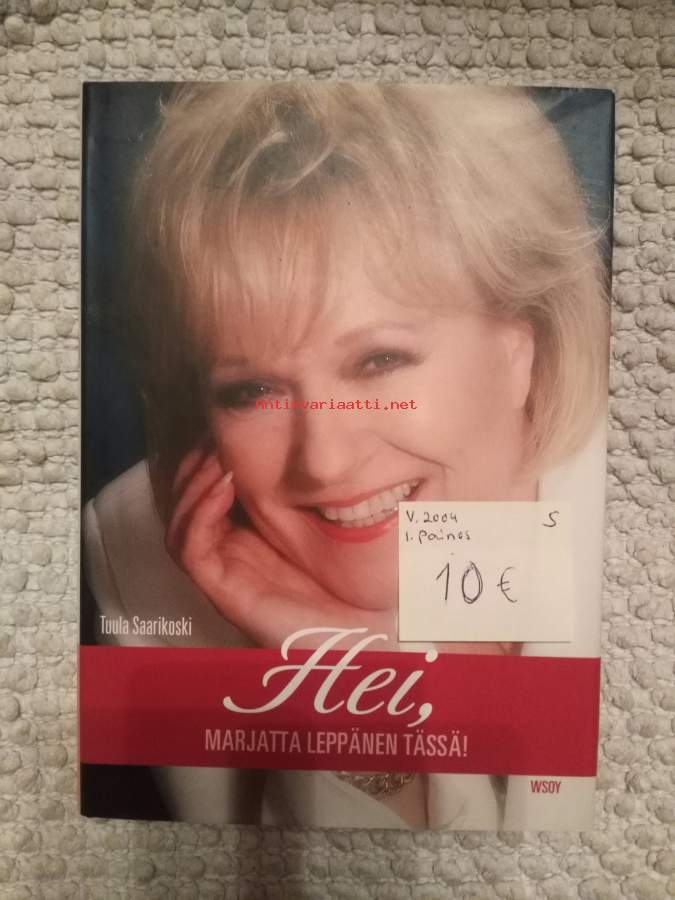 Antikvariaatti.net
V. 2004 S
1. painos
10 €
Tuula Saarikoski
Hei,
MARJATTA LEPPÄNEN TÄSSÄ!
WSOY